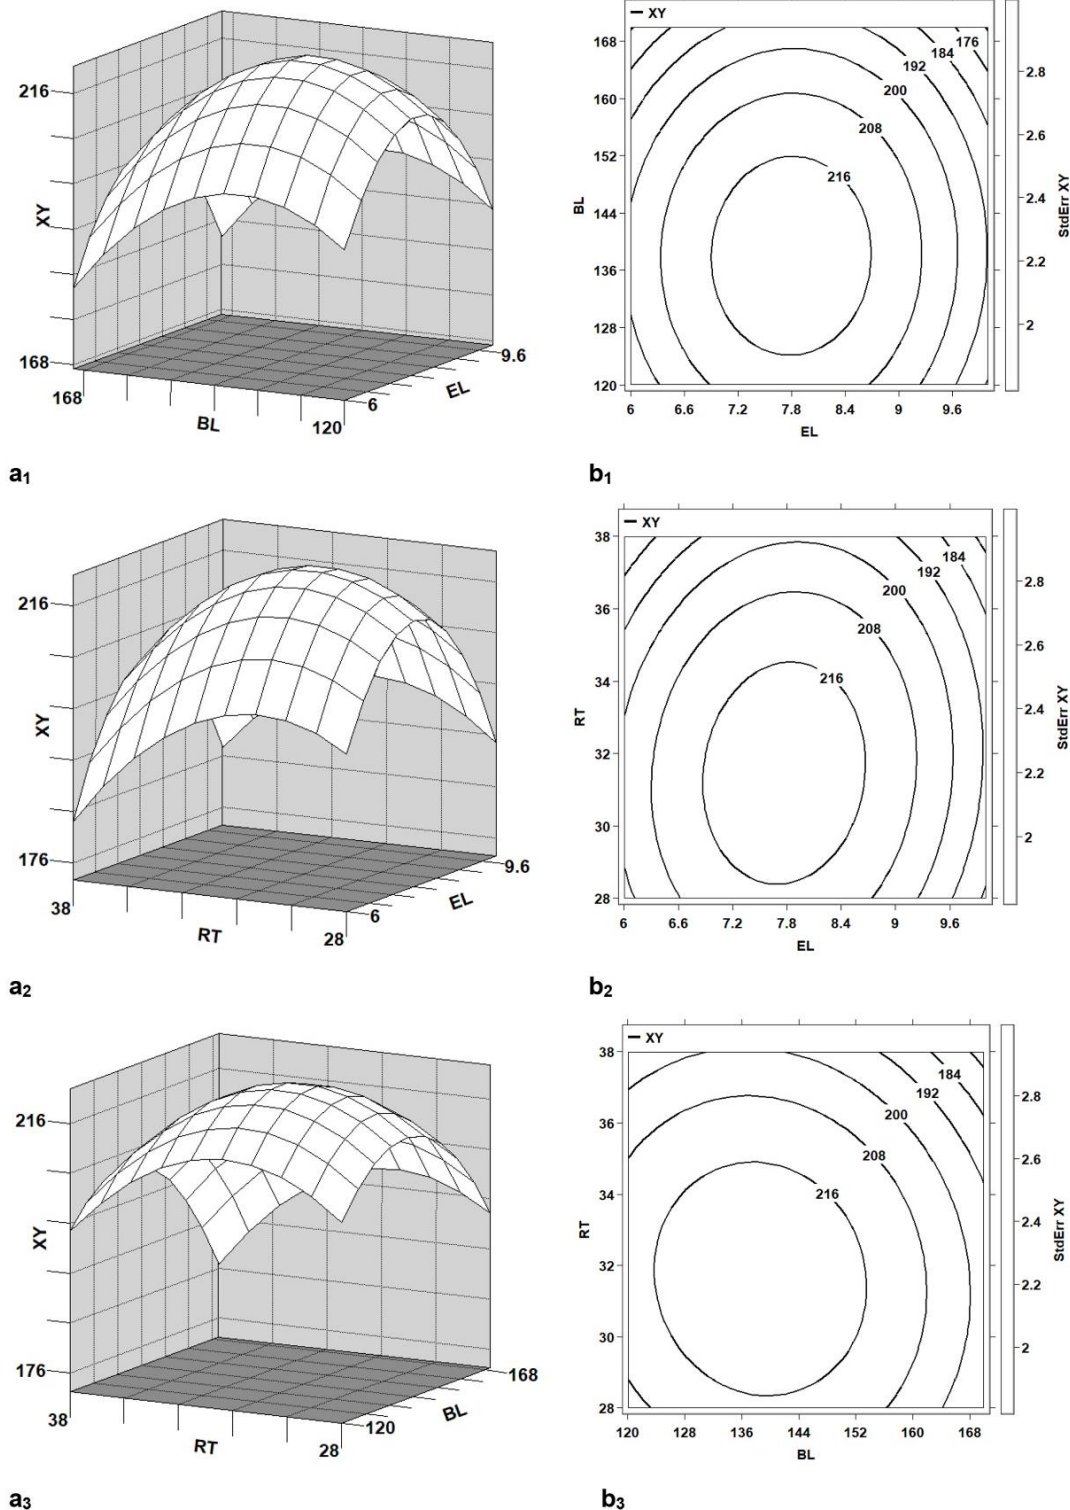 216
XY
168
168
BL
120
6
EL
9.6
a1
XY
168
160
152
144
136
128
120
BL
176
184
192
200
208
216
6 6.6 7.2 7.8 8.4 9 9.6
EL
2.8
2.6
2.4
2.2
2
StdErr XY
b1
216
XY
176
38
RT
28
6
EL
9.6
a2
XY
38
36
34
32
30
28
RT
184
192
200
208
216
6 6.6 7.2 7.8 8.4 9 9.6
EL
2.8
2.6
2.4
2.2
2
StdErr XY
b2
216
XY
176
38
RT
28
120
BL
168
a3
XY
38
36
34
32
30
28
RT
184
192
200
208
216
120 128 136 144 152 160 168
BL
2.8
2.6
2.4
2.2
2
StdErr XY
b3